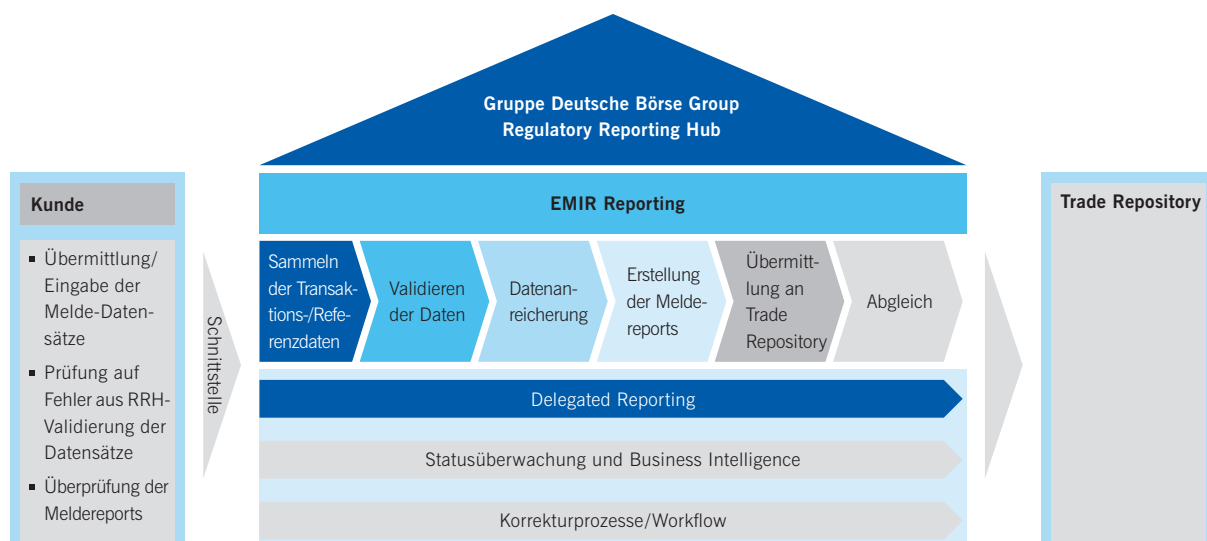 Gruppe Deutsche Börse Group
Regulatory Reporting Hub
Kunde
▪ Übermittlung/
Eingabe der
Melde-Daten-
sätze
▪ Prüfung auf
Fehler aus RRH-
Validierung der
Datensätze
▪ Überprüfung der
Meldereports
Schnittstelle
EMIR Reporting
Sammeln
der Transak-
tions-/Refe-
renzdaten
Validieren
der Daten
Datenan-
reicherung
Erstellung
der Melde-
reports
Übermitt-
lung an
Trade
Repository
Abgleich
Delegated Reporting
Statusüberwachung und Business Intelligence
Korrekturprozesse/Workflow
Trade Repository